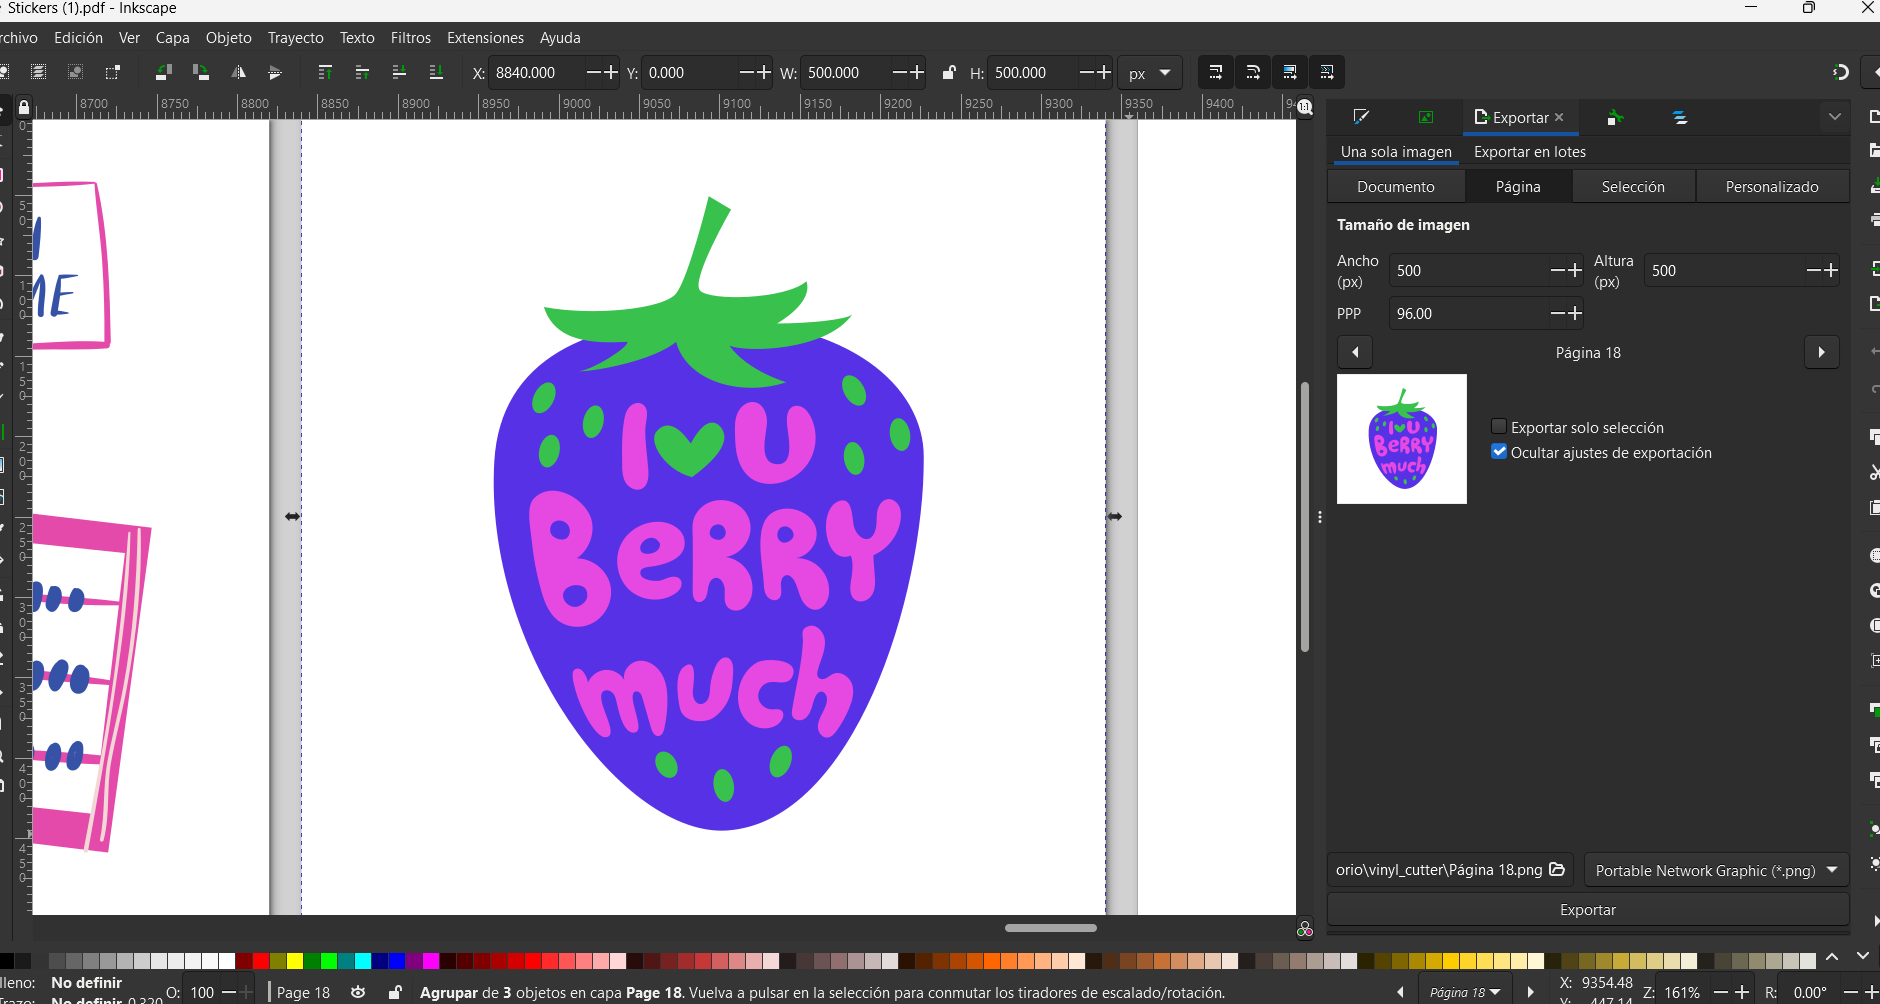 Stickers (1).pdf - Inkscape
rchivo Edición Ver Capa Objeto Trayecto Texto Filtros Extensiones Ayuda
X: 8840.000 Y: 0.000 W: 500.000 H: 500.000 px
8700 8750 8800 8850 8900 8950 9000 9050 9100 9150 9200 9250 9300 9350 9400
Exportar
Una sola imagen Exportar en lotes
Documento Página Selección Personalizado
Tamaño de imagen
Ancho (px) 500 Altura (px) 500
PPP 96.00
Página 18
Exportar solo selección
Ocultar ajustes de exportación
ME
I U
BeRRY
much
I U
BeRRY
much
orio\vinyl_cutter\Página 18.png Portable Network Graphic (*.png)
Exportar
lleno: No definir
Trazo: No definir 0.320
O: 100 Page 18 Agrupar de 3 objetos en capa Page 18. Vuelva a pulsar en la selección para conmutar los tiradores de escalado/rotación. Página 18 X: 9354.48 Y: 447.14 Z: 161% R: 0.00°